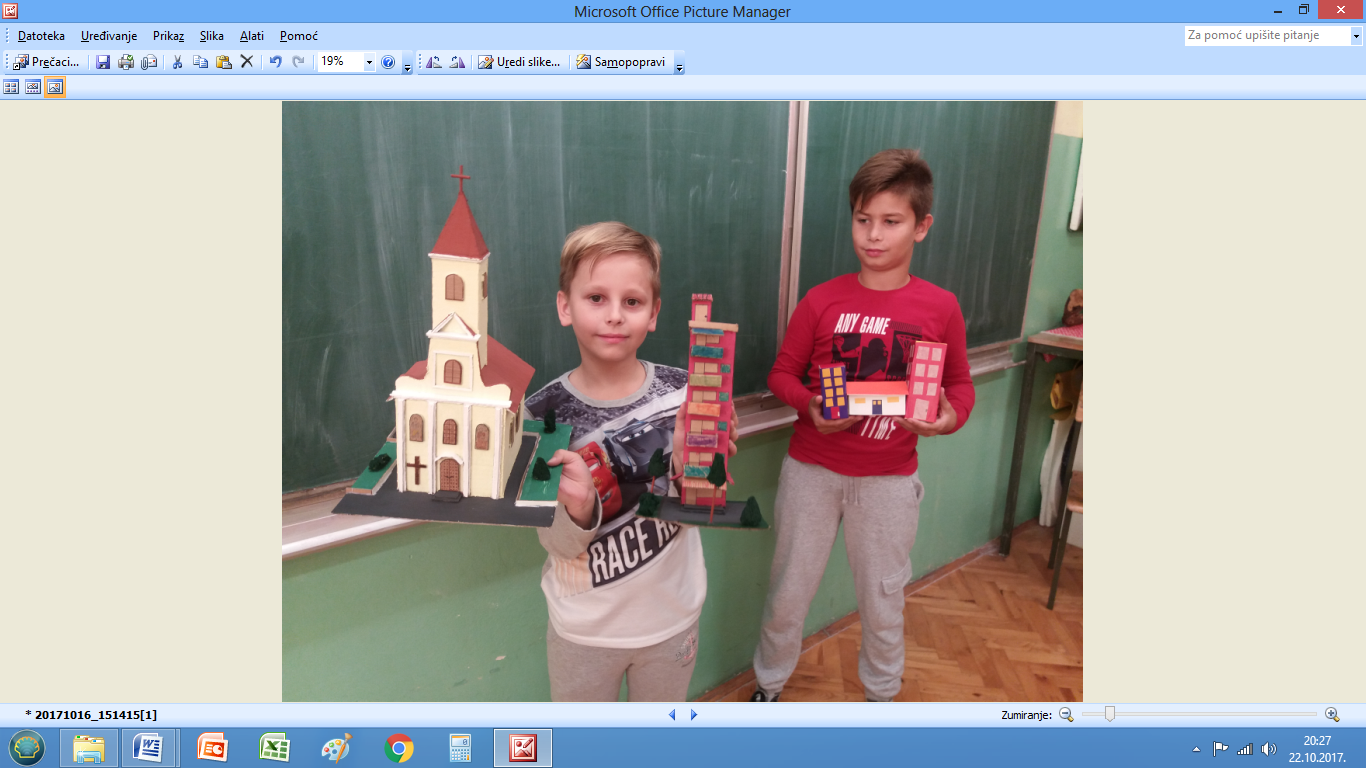 Microsoft Office Picture Manager
Datoteka Uređivanje Prikaz Slika Alati Pomoć
Za pomoć upišite pitanje
Prečaci... 19% Uredi slike... Samopopravi
ANY GAME
TIME
RACE
* 20171016_151415[1]
Zumiranje:
20:27
22.10.2017.